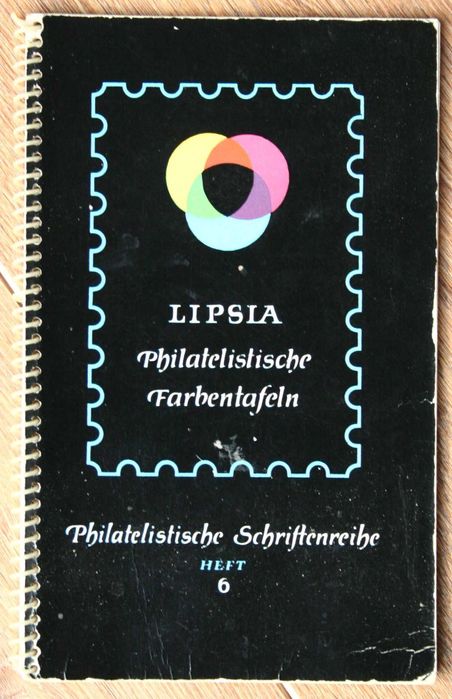 LIPSIA
Philatelistische
Farbentafeln
Philatelistische Schriftenreihe
HEFT
6